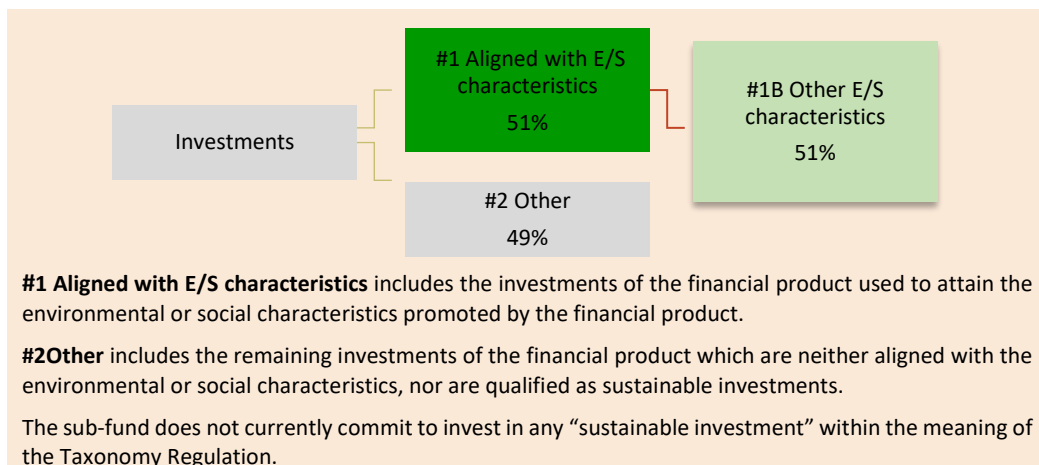 #1 Aligned with E/S
characteristics
51%
#1B Other E/S
characteristics
51%
Investments
#2 Other
49%
#1 Aligned with E/S characteristics includes the investments of the financial product used to attain the
environmental or social characteristics promoted by the financial product.
#2Other includes the remaining investments of the financial product which are neither aligned with the
environmental or social characteristics, nor are qualified as sustainable investments.
The sub-fund does not currently commit to invest in any “sustainable investment” within the meaning of
the Taxonomy Regulation.